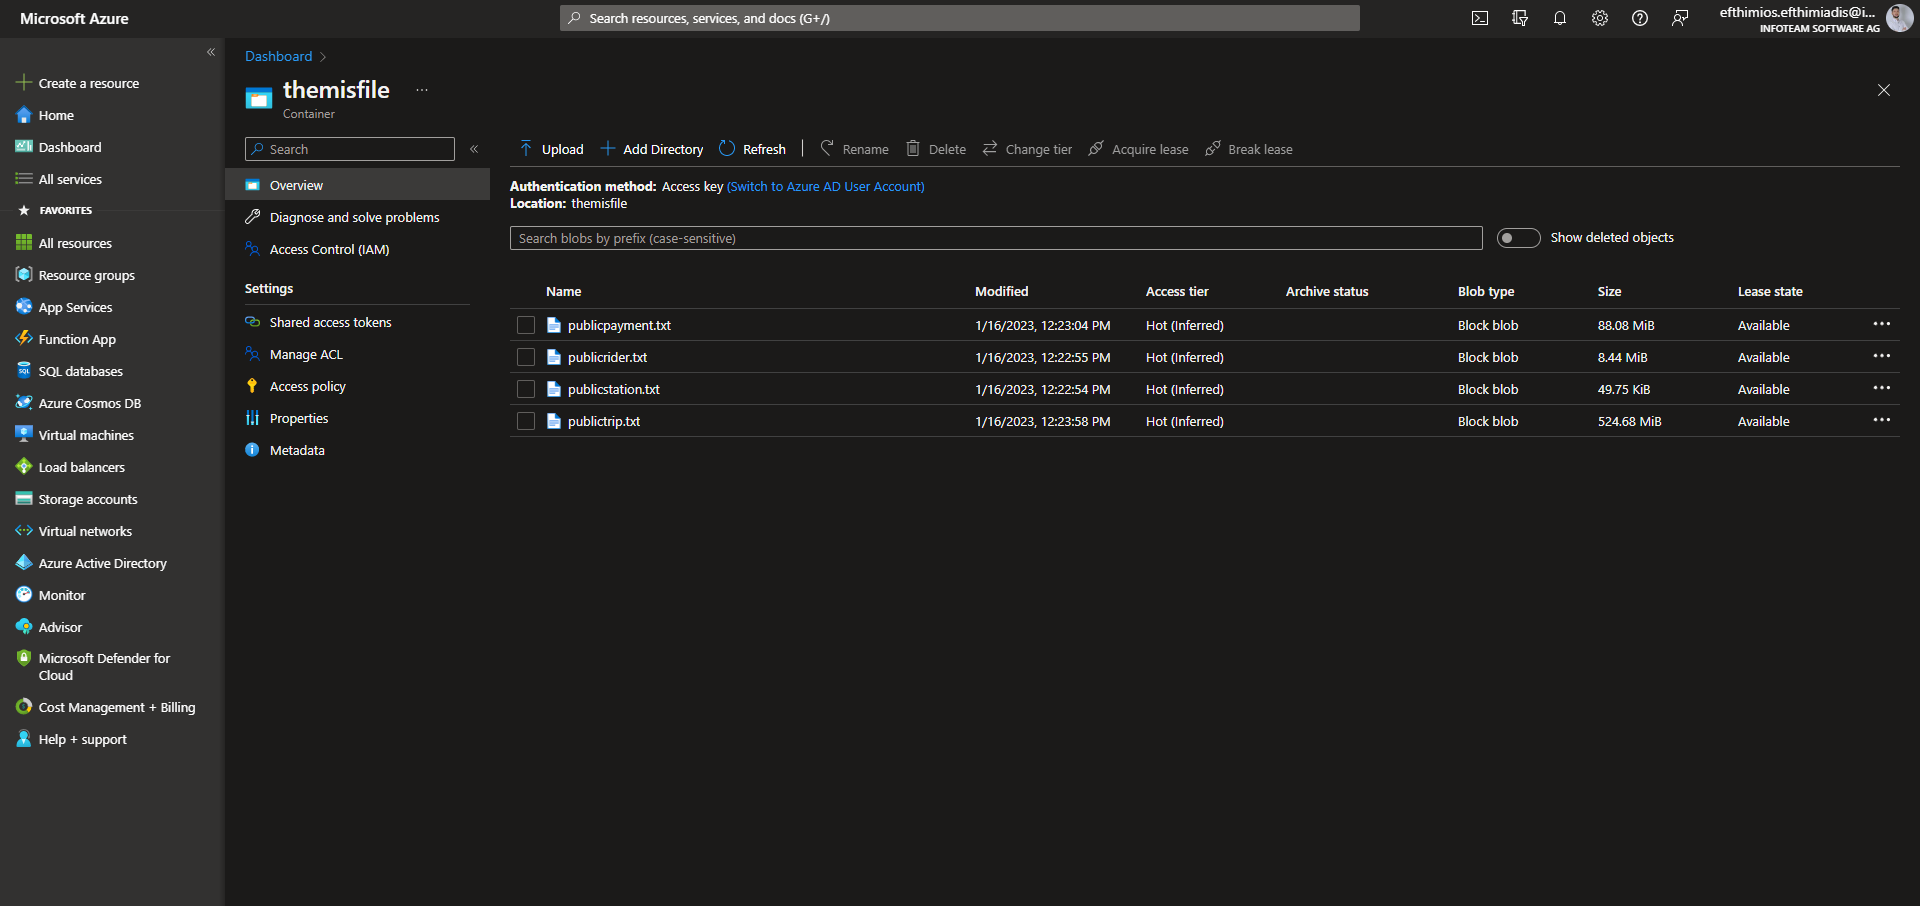 Microsoft Azure
Search resources, services, and docs (G+/)
efthimios.efthimiadis@i...
INFOTEAM SOFTWARE AG
«
Create a resource
Home
Dashboard
All services
FAVORITES
All resources
Resource groups
App Services
Function App
SQL databases
Azure Cosmos DB
Virtual machines
Load balancers
Storage accounts
Virtual networks
Azure Active Directory
Monitor
Advisor
Microsoft Defender for
Cloud
Cost Management + Billing
Help + support
Dashboard >
themisfile ...
Container
Search «
Overview
Diagnose and solve problems
Access Control (IAM)
Settings
Shared access tokens
Manage ACL
Access policy
Properties
Metadata
Upload Add Directory Refresh | Rename Delete Change tier Acquire lease Break lease
Authentication method: Access key (Switch to Azure AD User Account)
Location: themisfile
Search blobs by prefix (case-sensitive) Show deleted objects
Name Modified Access tier Archive status Blob type Size Lease state
publicpayment.txt 1/16/2023, 12:23:04 PM Hot (Inferred) Block blob 88.08 MiB Available ...
publicrider.txt 1/16/2023, 12:22:55 PM Hot (Inferred) Block blob 8.44 MiB Available ...
publicstation.txt 1/16/2023, 12:22:54 PM Hot (Inferred) Block blob 49.75 KiB Available ...
publictrip.txt 1/16/2023, 12:23:58 PM Hot (Inferred) Block blob 524.68 MiB Available ...